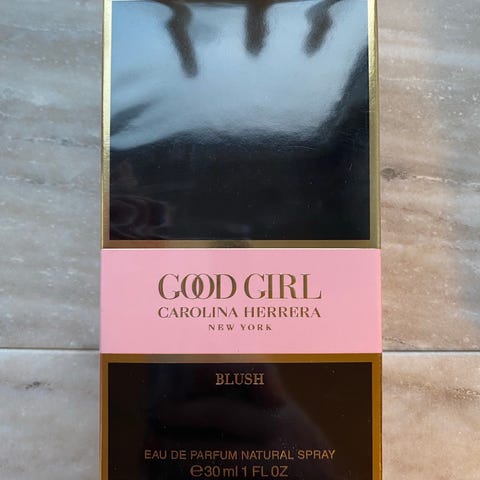 GOOD GIRL
CAROLINA HERRERA
NEW YORK
BLUSH
EAU DE PARFUM NATURAL SPRAY
℮30 ml 1 FL OZ